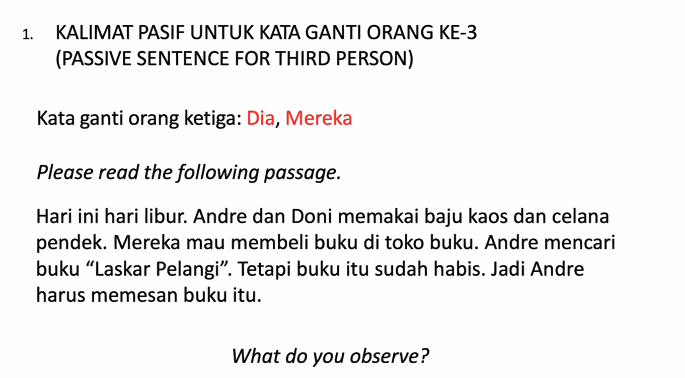 1. KALIMAT PASIF UNTUK KATA GANTI ORANG KE-3
(PASSIVE SENTENCE FOR THIRD PERSON)
Kata ganti orang ketiga: Dia, Mereka
Please read the following passage.
Hari ini hari libur. Andre dan Doni memakai baju kaos dan celana
pendek. Mereka mau membeli buku di toko buku. Andre mencari
buku “Laskar Pelangi”. Tetapi buku itu sudah habis. Jadi Andre
harus memesan buku itu.
What do you observe?